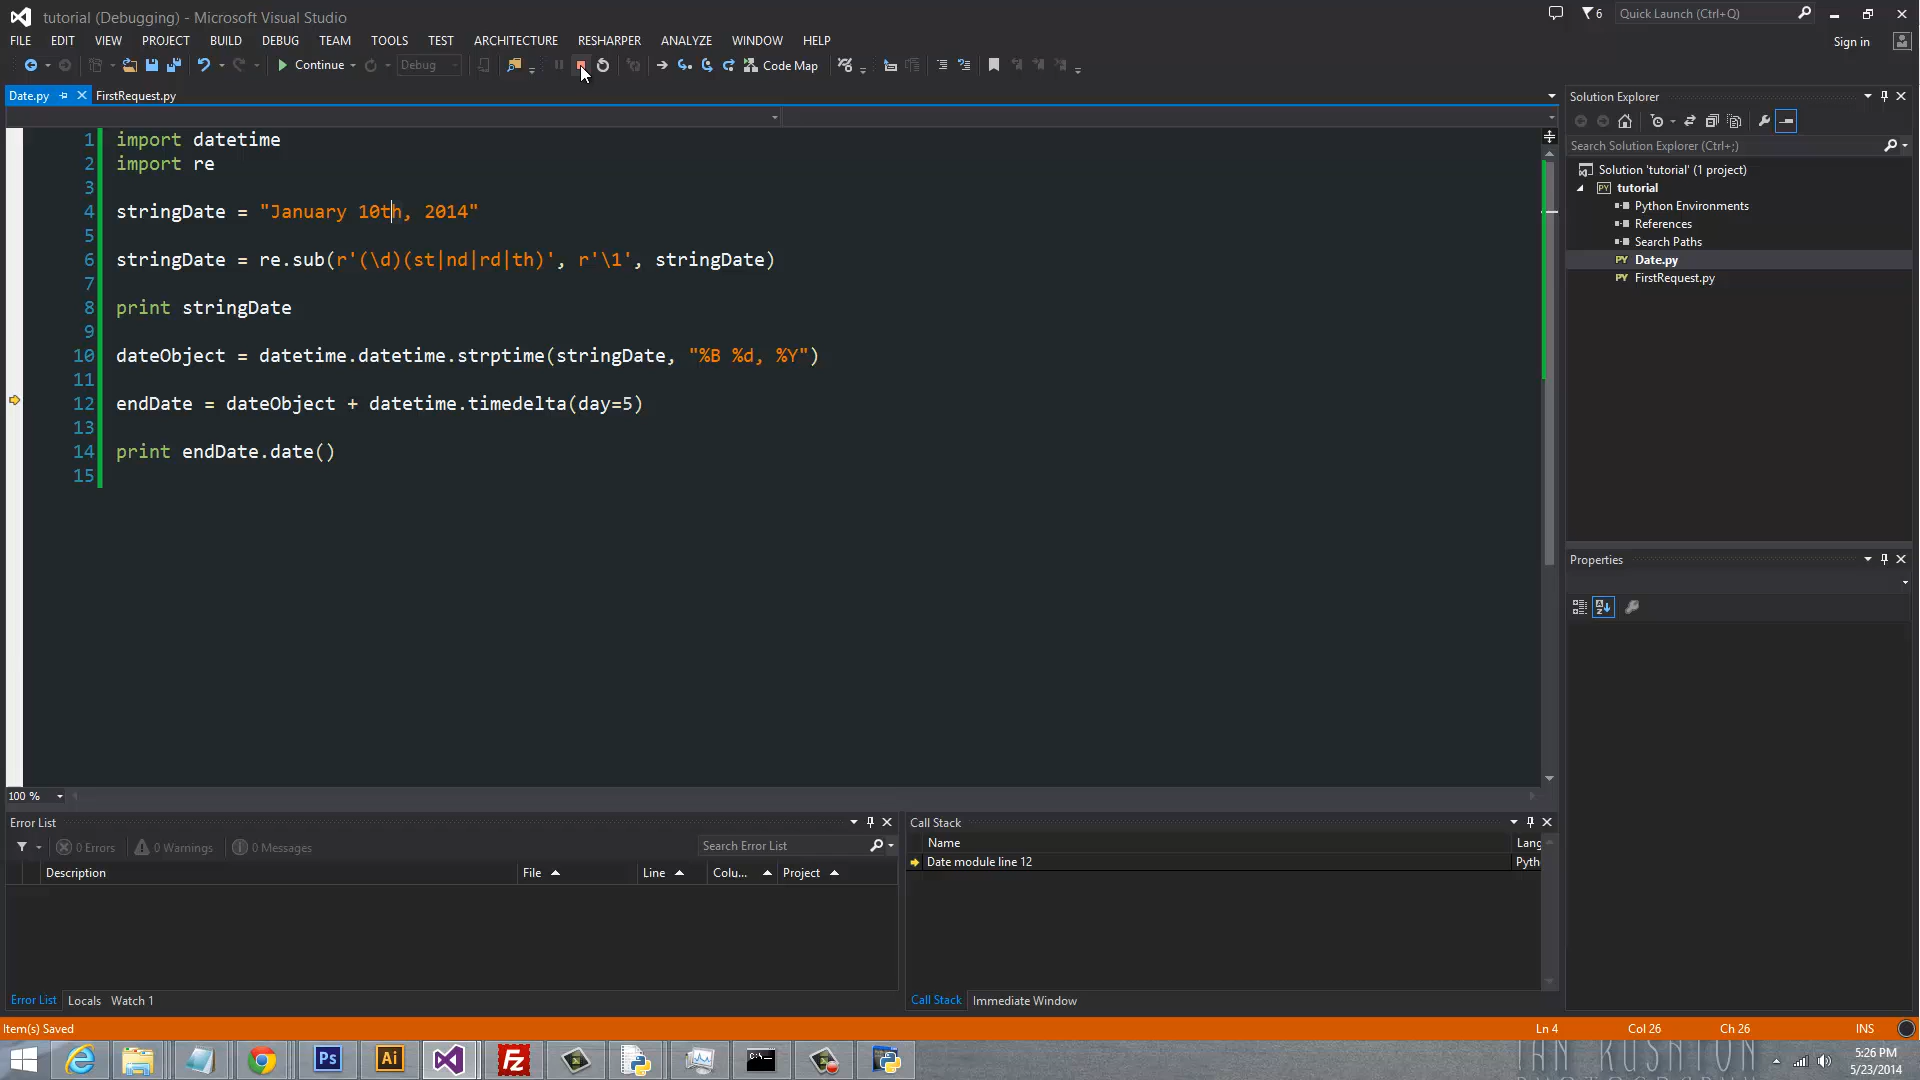 tutorial (Debugging) - Microsoft Visual Studio
6
Quick Launch (Ctrl+Q)
FILE EDIT VIEW PROJECT BUILD DEBUG TEAM TOOLS TEST ARCHITECTURE RESHARPER ANALYZE WINDOW HELP
Sign in
Continue Debug Code Map
Date.py FirstRequest.py
1 import datetime
2 import re
3
4 stringDate = "January 10th, 2014"
5
6 stringDate = re.sub(r'(\d)(st|nd|rd|th)', r'\1', stringDate)
7
8 print stringDate
9
10 dateObject = datetime.datetime.strptime(stringDate, "%B %d, %Y")
11
12 endDate = dateObject + datetime.timedelta(day=5)
13
14 print endDate.date()
15
100 %
Solution Explorer
Search Solution Explorer (Ctrl+;)
Solution 'tutorial' (1 project)
PY tutorial
Python Environments
References
Search Paths
PY Date.py
PY FirstRequest.py
Properties
Error List
0 Errors 0 Warnings 0 Messages
Search Error List
Description File Line Colu... Project
Error List Locals Watch 1
Call Stack
Name Lang
Date module line 12 Pyth
Call Stack Immediate Window
Item(s) Saved
Ln 4 Col 26 Ch 26 INS
Ps Ai Fz
IAN RUSHTON
5:26 PM
5/23/2014